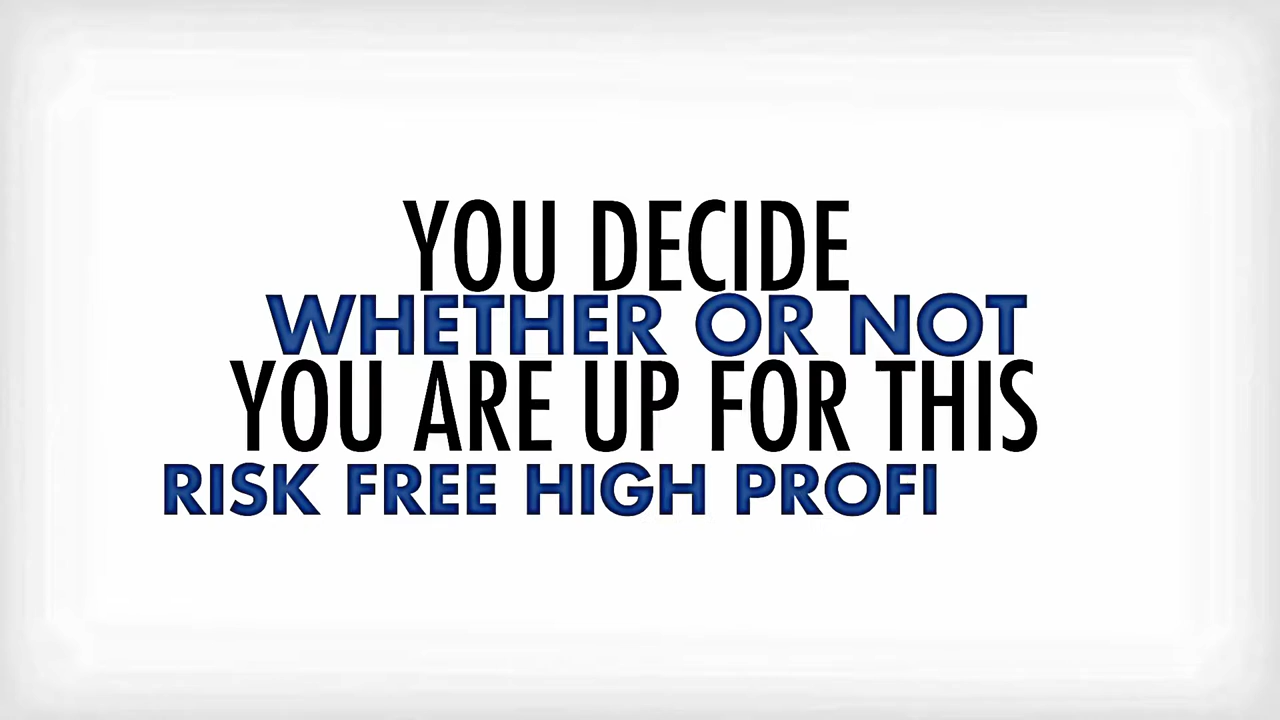 YOU DECIDE
WHETHER OR NOT
YOU ARE UP FOR THIS
RISK FREE HIGH PROFI